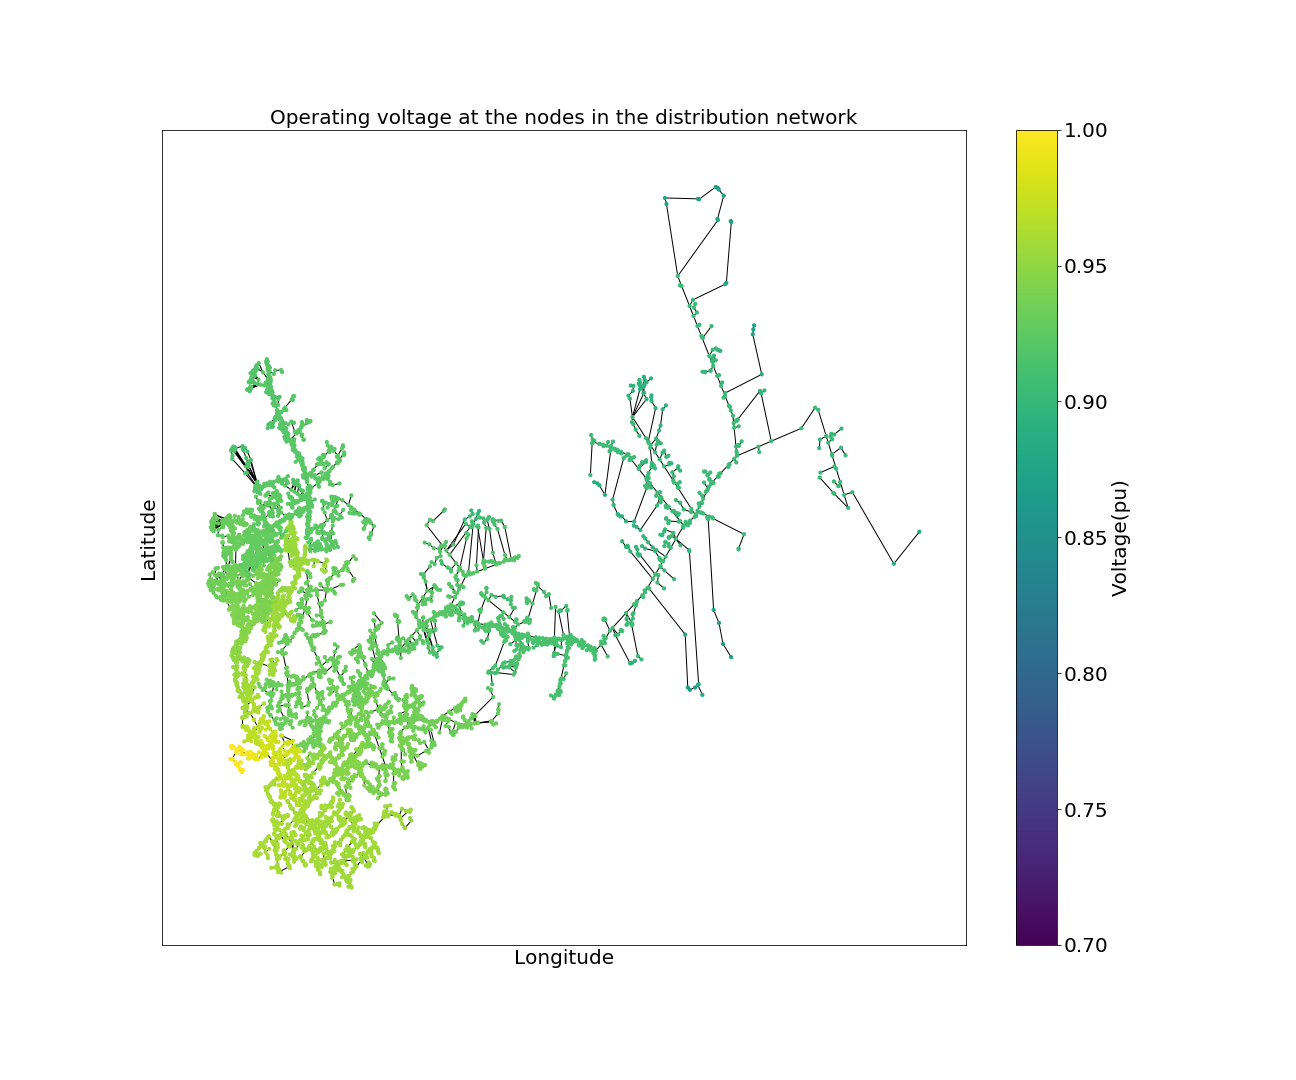 Operating voltage at the nodes in the distribution network
Latitude
Longitude
1.00
0.95
0.90
0.85
0.80
0.75
0.70
Voltage(pu)